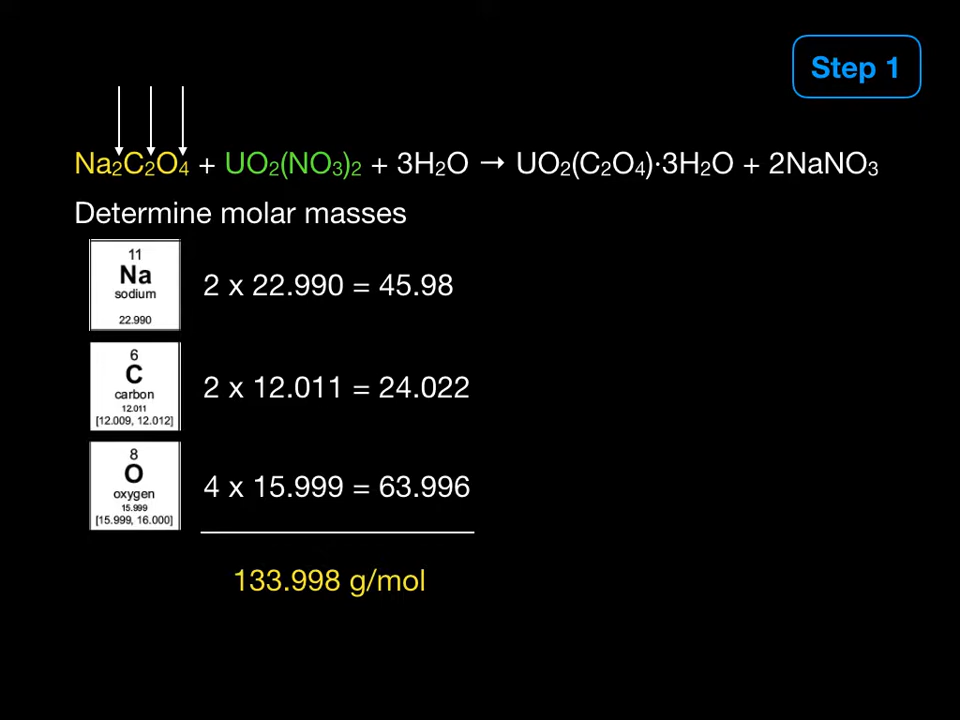 Step 1
Na₂C₂O₄ + UO₂(NO₃)₂ + 3H₂O → UO₂(C₂O₄)·3H₂O + 2NaNO₃
Determine molar masses
11
Na
sodium
22.990
2 x 22.990 = 45.98
6
C
carbon
12.011
[12.009, 12.012]
2 x 12.011 = 24.022
8
O
oxygen
15.999
[15.999, 16.000]
4 x 15.999 = 63.996
133.998 g/mol